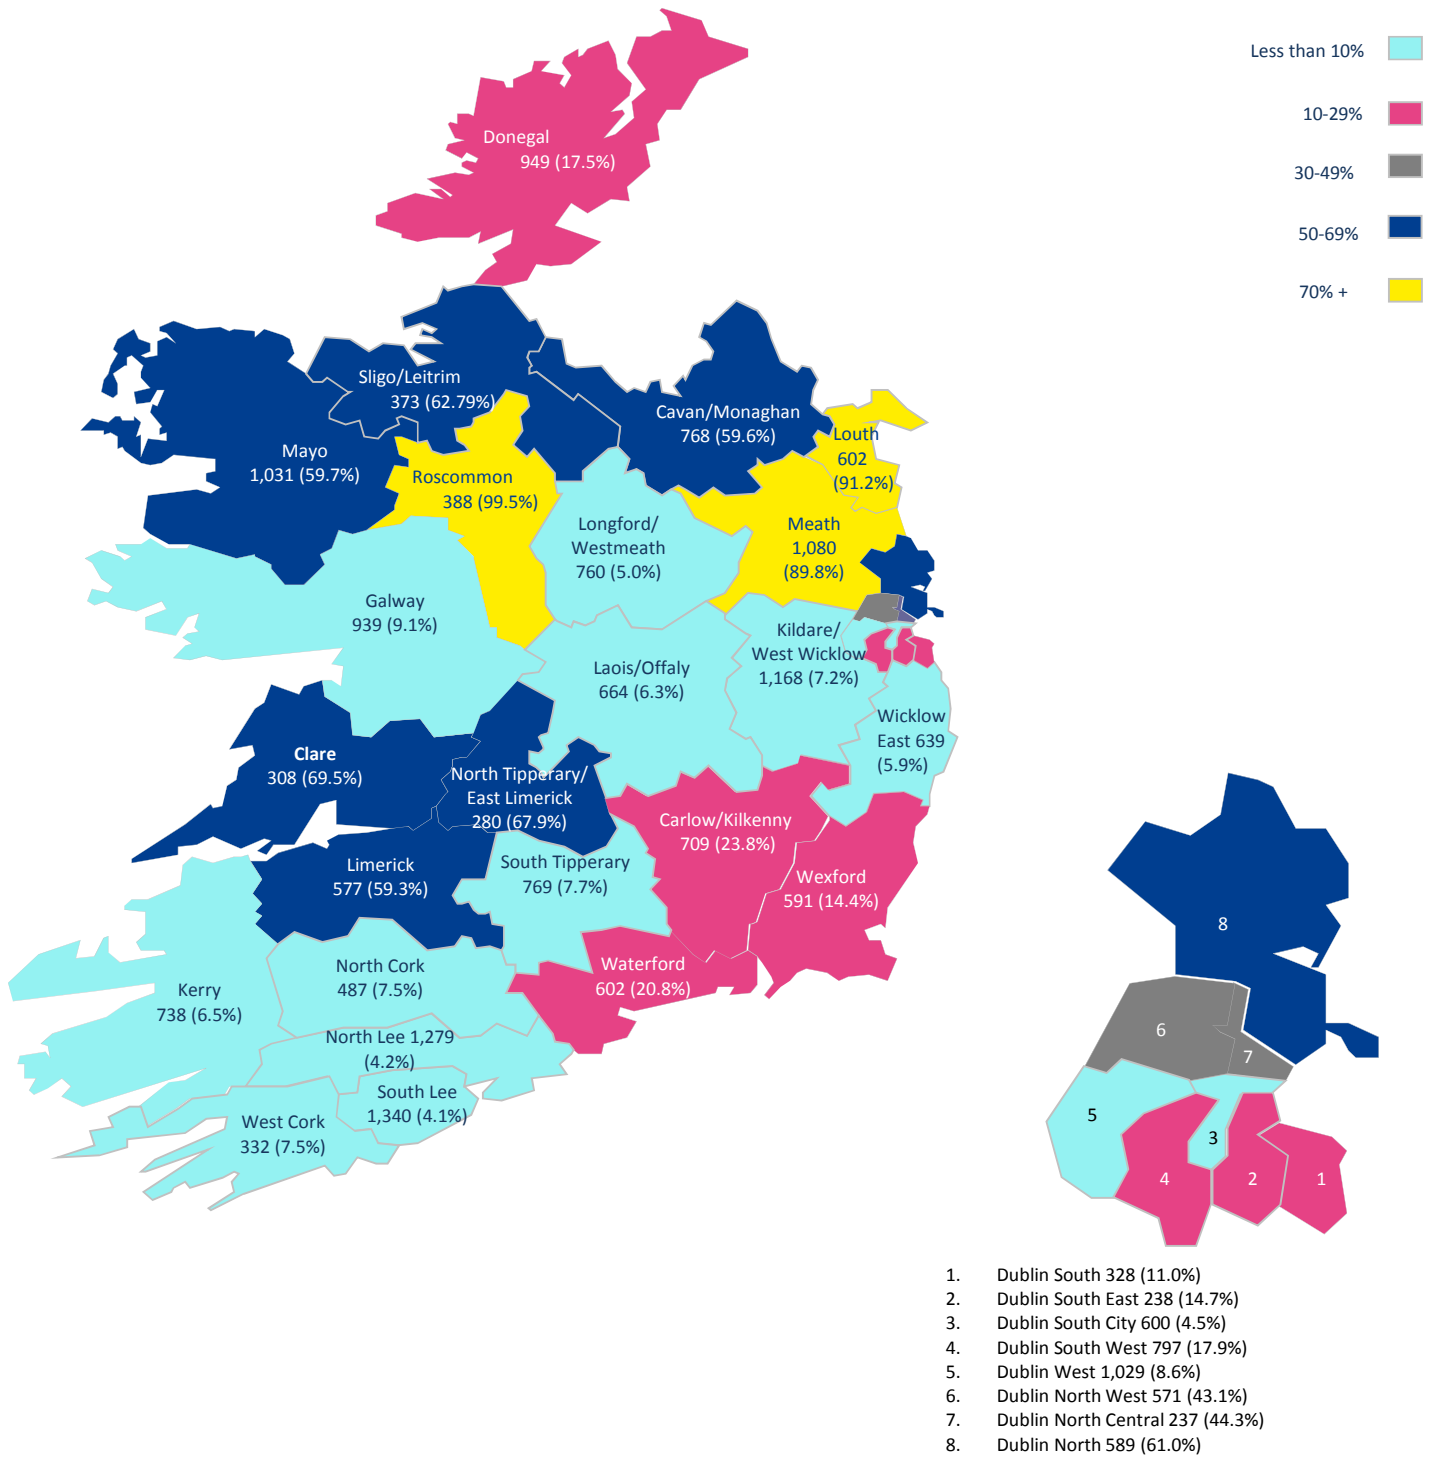 Less than 10%
10-29%
30-49%
50-69%
70% +
Donegal
949 (17.5%)
Sligo/Leitrim
373 (62.79%)
Cavan/Monaghan
768 (59.6%)
Louth
602
(91.2%)
Mayo
1,031 (59.7%)
Roscommon
388 (99.5%)
Longford/
Westmeath
760 (5.0%)
Meath
1,080
(89.8%)
Galway
939 (9.1%)
Kildare/
West Wicklow
1,168 (7.2%)
Laois/Offaly
664 (6.3%)
Wicklow
East 639
(5.9%)
Clare
308 (69.5%)
North Tipperary/
East Limerick
280 (67.9%)
Carlow/Kilkenny
709 (23.8%)
Limerick
577 (59.3%)
South Tipperary
769 (7.7%)
Wexford
591 (14.4%)
North Cork
487 (7.5%)
Waterford
602 (20.8%)
Kerry
738 (6.5%)
North Lee 1,279
(4.2%)
South Lee
1,340 (4.1%)
West Cork
332 (7.5%)
8
6
7
5
3
4
2
1
1. Dublin South 328 (11.0%)
2. Dublin South East 238 (14.7%)
3. Dublin South City 600 (4.5%)
4. Dublin South West 797 (17.9%)
5. Dublin West 1,029 (8.6%)
6. Dublin North West 571 (43.1%)
7. Dublin North Central 237 (44.3%)
8. Dublin North 589 (61.0%)